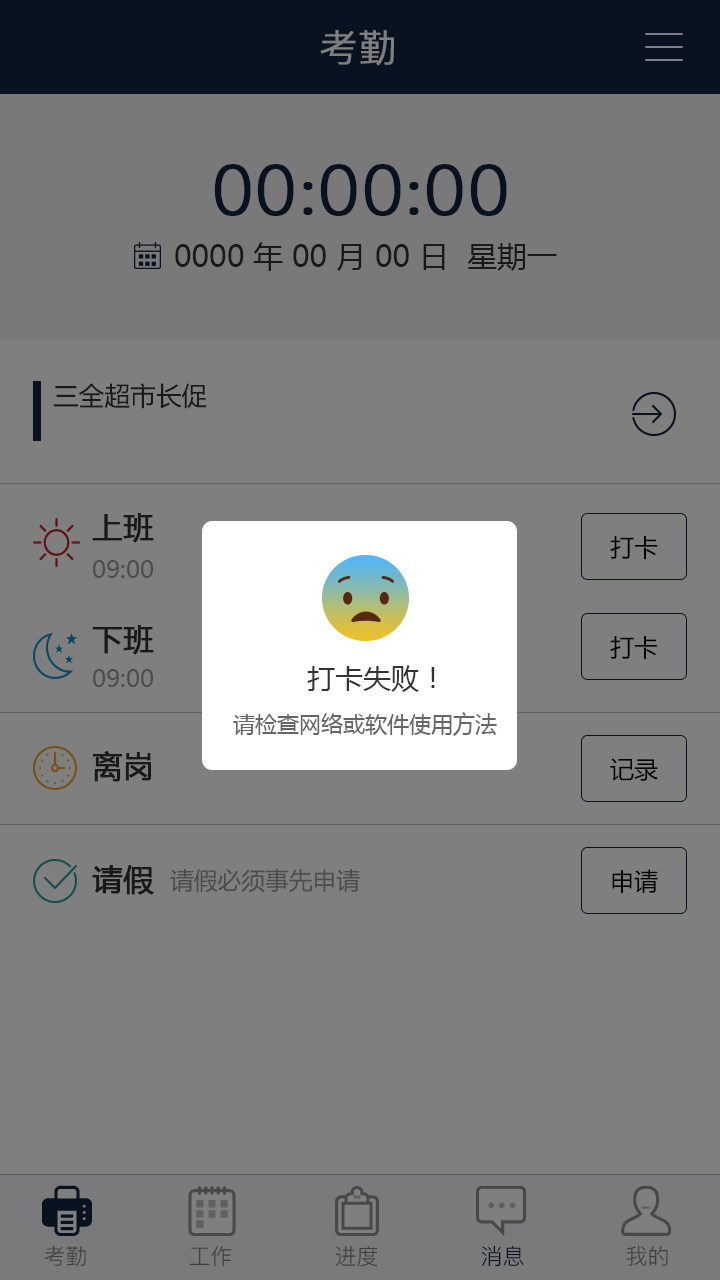 考勤
00:00:00
0000 年 00 月 00 日 星期一
三全超市长促
上班
09:00
打卡
下班
09:00
打卡
打卡失败！
请检查网络或软件使用方法
离岗
记录
请假 请假必须事先申请
申请
考勤 工作 进度 消息 我的